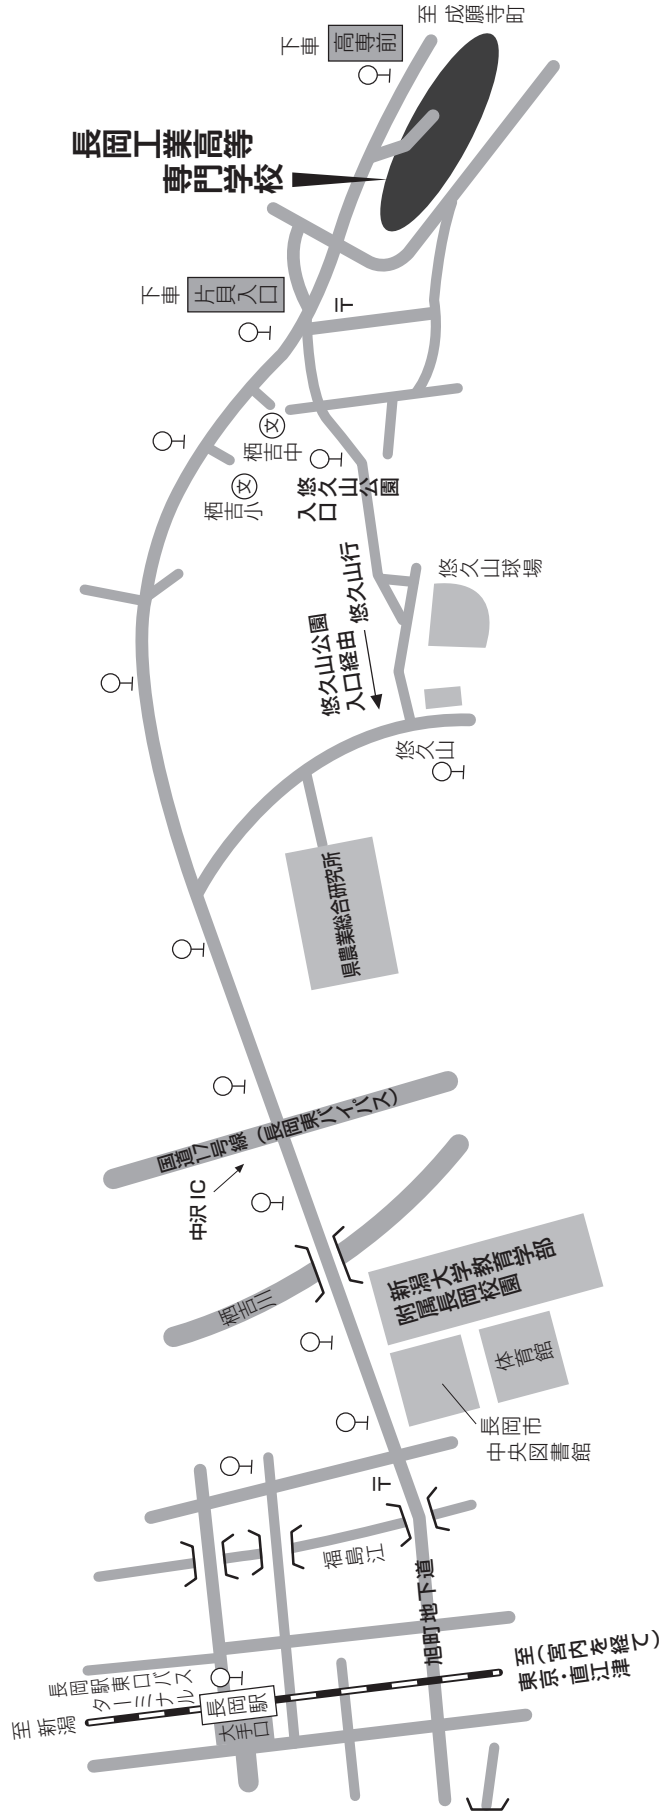 至 成願寺町
下車
高専前
長岡工業高等
専門学校
下車
片貝入口
〒
文
栖吉中
文
栖吉小
悠久山公園
入口
悠久山球場
悠久山行
悠久山公園
入口経由
悠久山
県農業総合研究所
国道17号線(長岡東バイパス)
中沢 IC
栖吉川
新潟大学教育学部
附属長岡校園
体育館
長岡市
中央図書館
〒
福島江
旭町地下道
長岡駅東口バス
ターミナル
長岡駅
大手口
至 新潟
至(宮内を経て)
東京・直江津